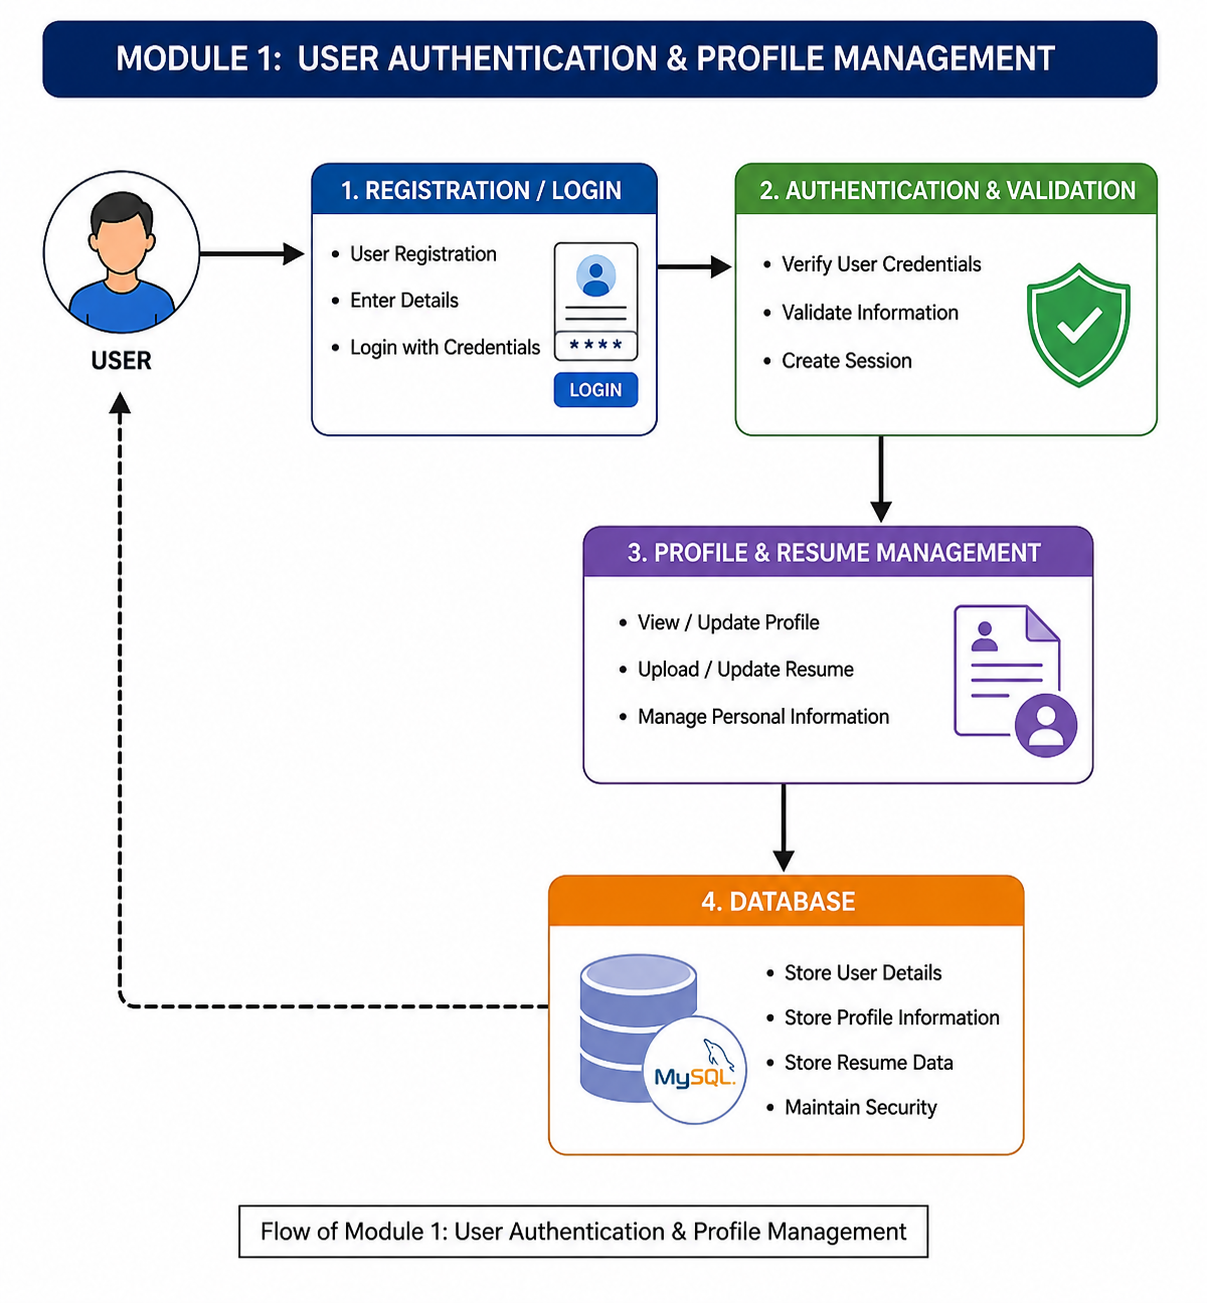 MODULE 1: USER AUTHENTICATION & PROFILE MANAGEMENT
USER
1. REGISTRATION / LOGIN
• User Registration
• Enter Details
• Login with Credentials
****
LOGIN
2. AUTHENTICATION & VALIDATION
• Verify User Credentials
• Validate Information
• Create Session
3. PROFILE & RESUME MANAGEMENT
• View / Update Profile
• Upload / Update Resume
• Manage Personal Information
4. DATABASE
MySQL.
• Store User Details
• Store Profile Information
• Store Resume Data
• Maintain Security
Flow of Module 1: User Authentication & Profile Management